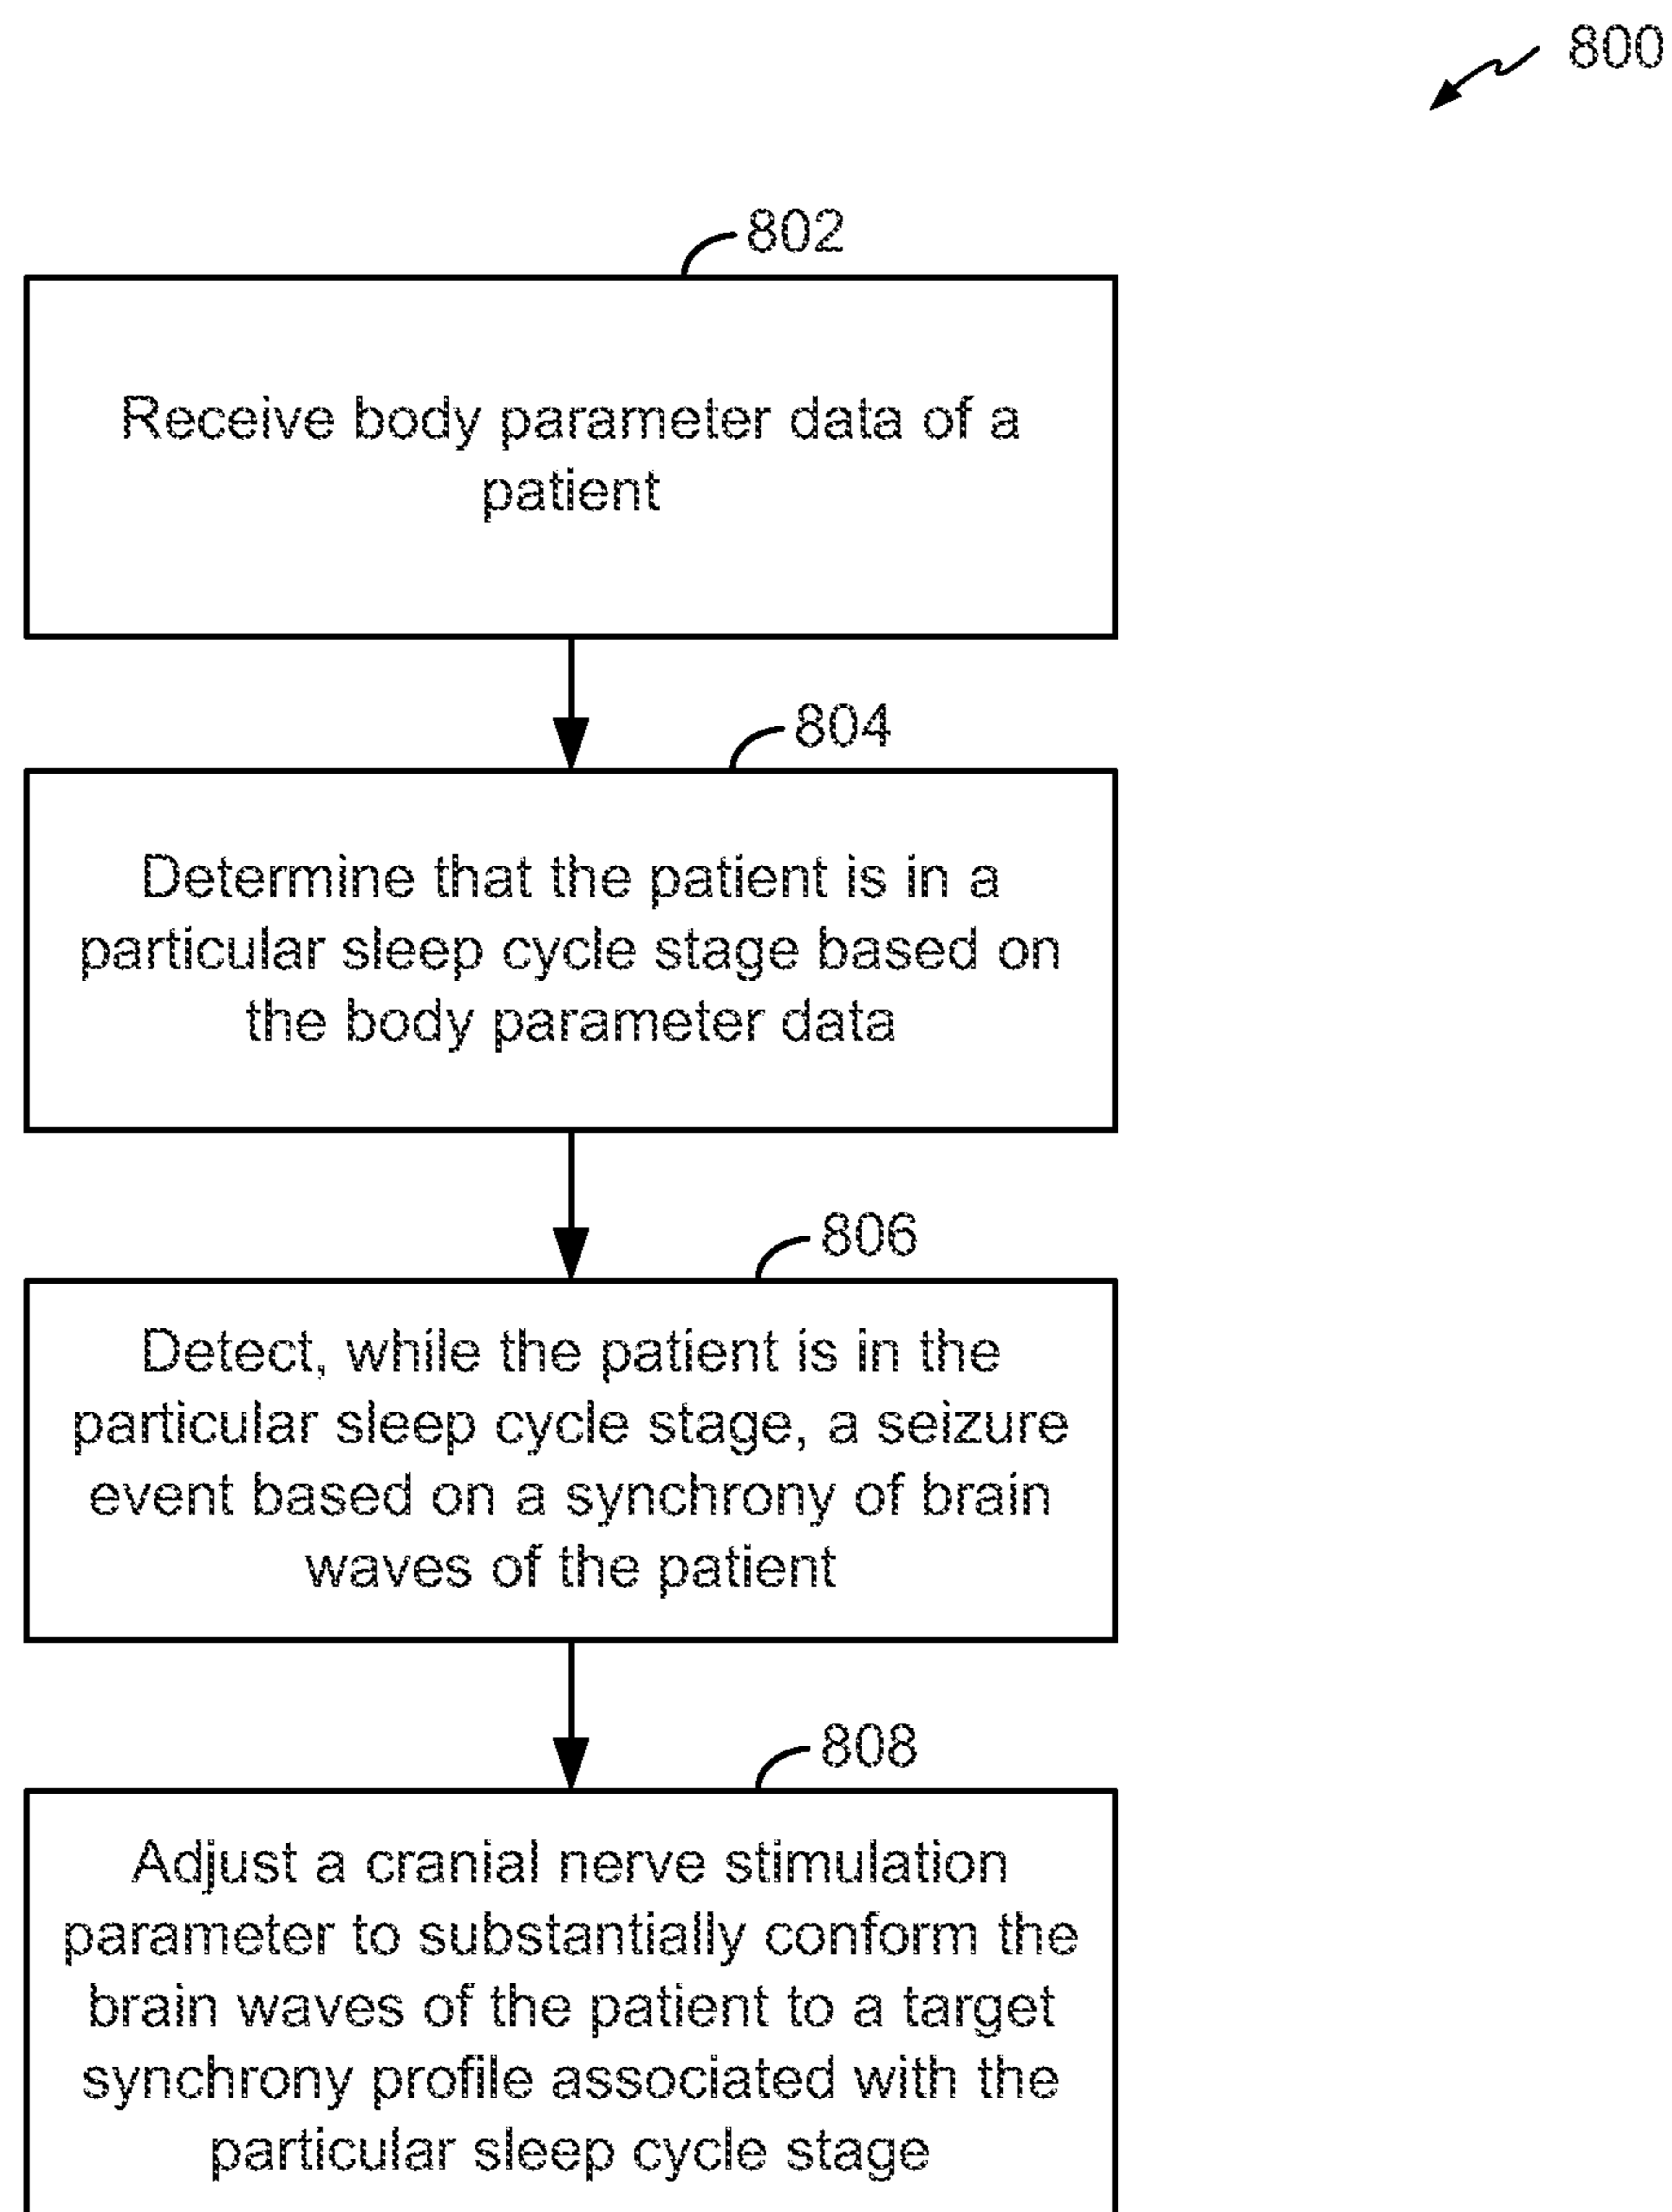 800
802
Receive body parameter data of a
patient
804
Determine that the patient is in a
particular sleep cycle stage based on
the body parameter data
806
Detect, while the patient is in the
particular sleep cycle stage, a seizure
event based on a synchrony of brain
waves of the patient
808
Adjust a cranial nerve stimulation
parameter to substantially conform the
brain waves of the patient to a target
synchrony profile associated with the
particular sleep cycle stage